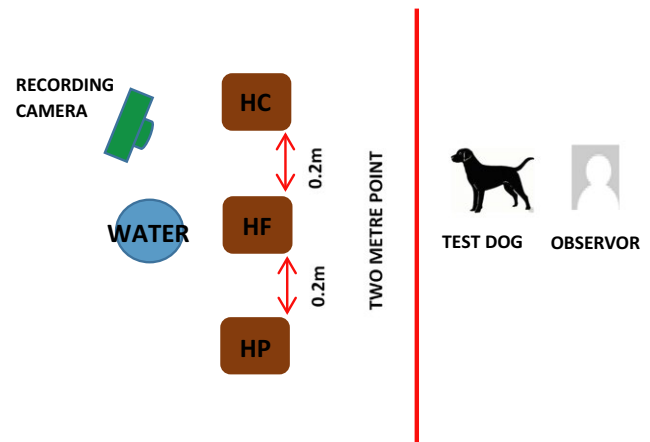 RECORDING
CAMERA
HC
0.2m
WATER
HF
0.2m
HP
TWO METRE POINT
TEST DOG
OBSERVOR